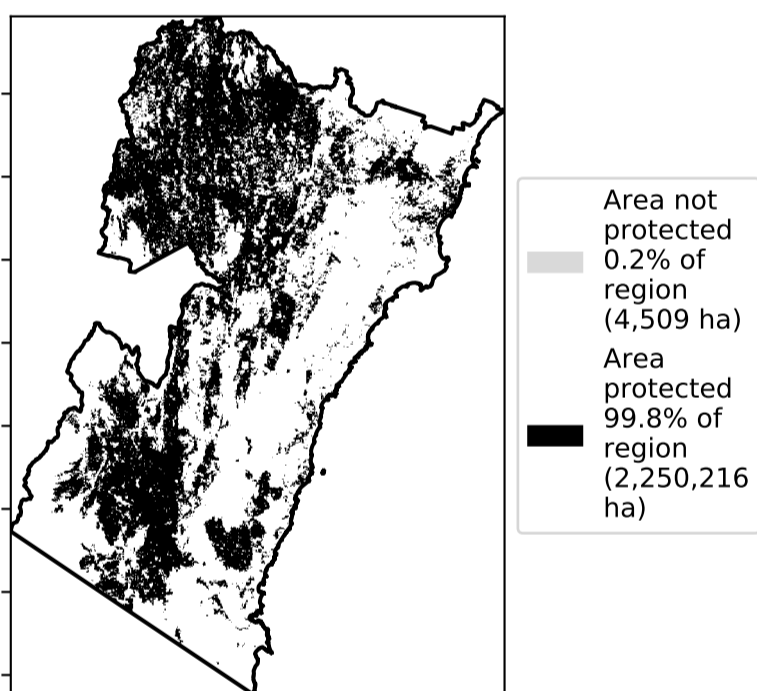 Area not
protected
0.2% of
region
(4,509 ha)
Area
protected
99.8% of
region
(2,250,216
ha)